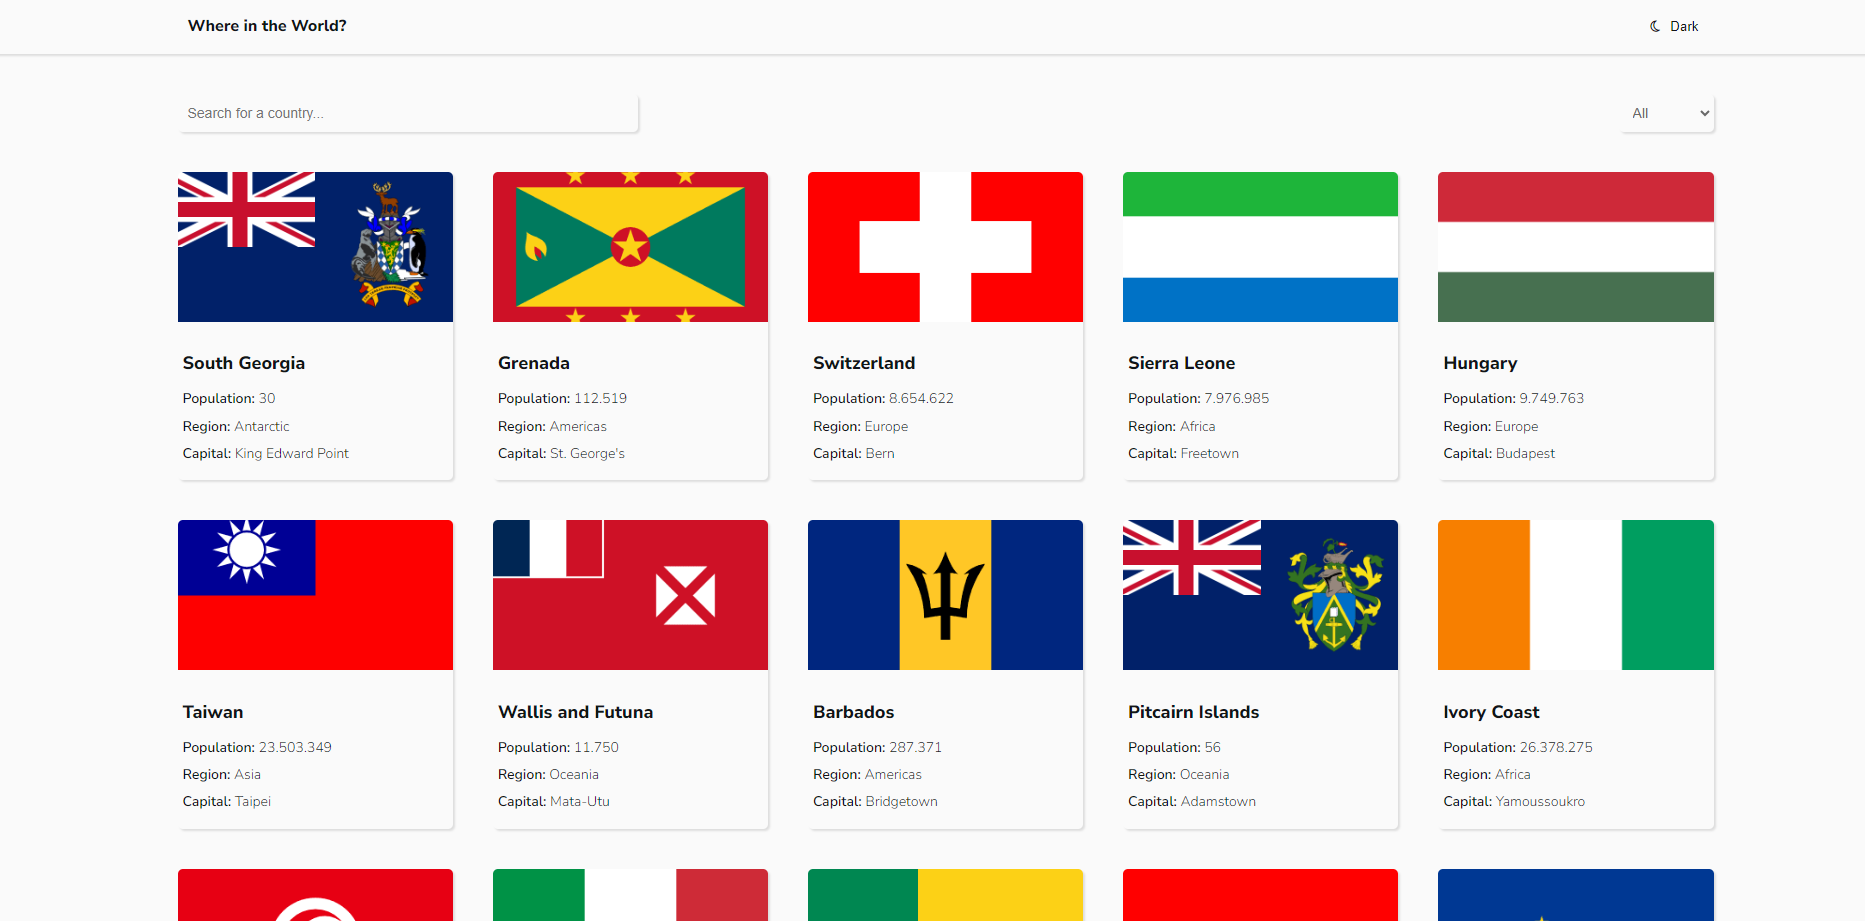 Where in the World?
Dark
Search for a country...
All
South Georgia
Population: 30
Region: Antarctic
Capital: King Edward Point
Grenada
Population: 112.519
Region: Americas
Capital: St. George's
Switzerland
Population: 8.654.622
Region: Europe
Capital: Bern
Sierra Leone
Population: 7.976.985
Region: Africa
Capital: Freetown
Hungary
Population: 9.749.763
Region: Europe
Capital: Budapest
Taiwan
Population: 23.503.349
Region: Asia
Capital: Taipei
Wallis and Futuna
Population: 11.750
Region: Oceania
Capital: Mata-Utu
Barbados
Population: 287.371
Region: Americas
Capital: Bridgetown
Pitcairn Islands
Population: 56
Region: Oceania
Capital: Adamstown
Ivory Coast
Population: 26.378.275
Region: Africa
Capital: Yamoussoukro